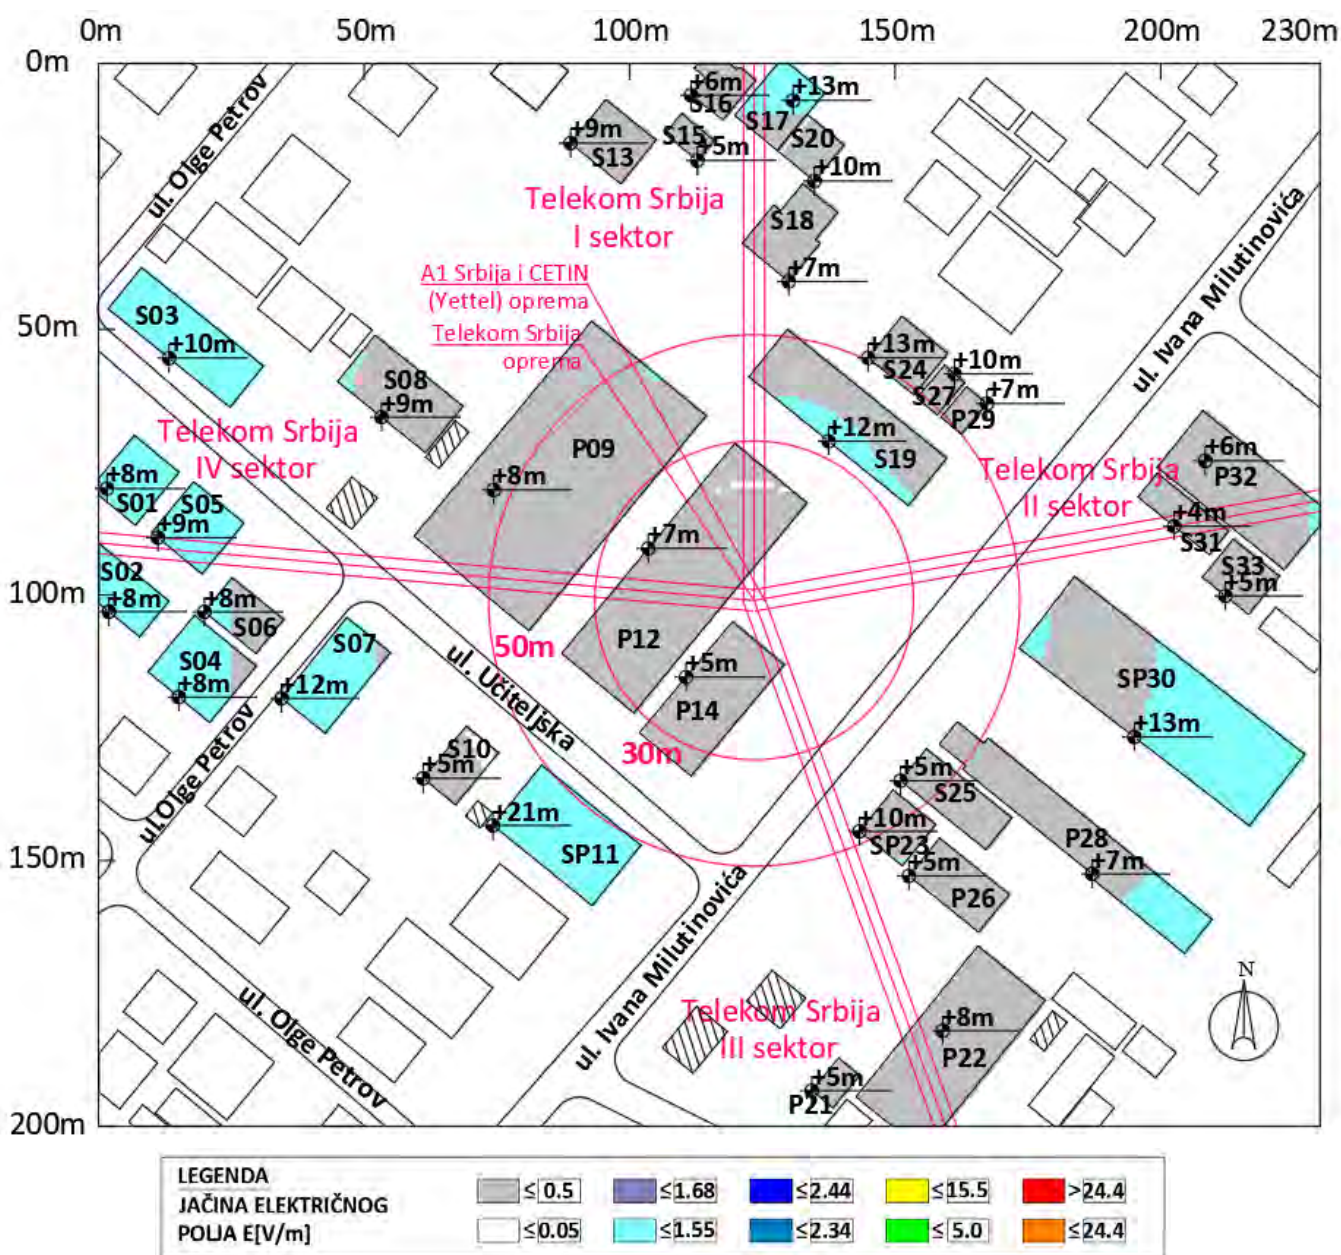 0m 50m 100m 150m 200m 230m
0m
50m
100m
150m
200m
ul. Olge Petrov
+6m
S16
+13m
S17
+9m
S13
S15
+5m
S20
+10m
Telekom Srbija
I sektor
S18
+7m
A1 Srbija i CETIN
(Yettel) oprema
Telekom Srbija
oprema
ul. Ivana Milutinovića
S03
+10m
S08
+9m
+13m
S24
+10m
S27
+7m
P29
Telekom Srbija
IV sektor
P09
+8m
+12m
S19
Telekom Srbija
II sektor
+6m
P32
+8m
S01
S05
+9m
+4m
S31
+7m
S33
+5m
S02
+8m
+8m
S06
S04
+8m
S07
+12m
50m
P12
+5m
P14
30m
SP30
+13m
ul. Učiteljska
ul.Olge Petrov
S10
+5m
+21m
SP11
+5m
S25
+10m
SP23
+5m
P26
P28
+7m
ul. Ivana Milutinovića
ul. Olge Petrov
Telekom Srbija
III sektor
+8m
P22
+5m
P21
N
LEGENDA
JAČINA ELEKTRIČNOG
POLJA E[V/m]
≤ 0.5 ≤1.68 ≤2.44 ≤15.5 >24.4
≤0.05 ≤1.55 ≤2.34 ≤ 5.0 ≤24.4